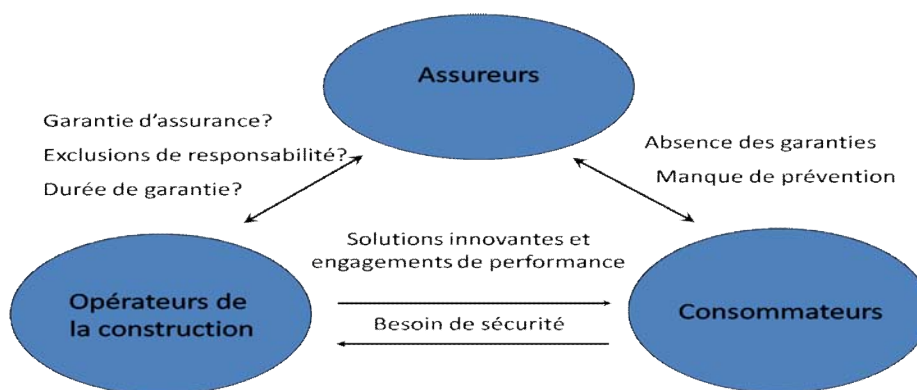 Assureurs
Garantie d’assurance?
Exclusions de responsabilité?
Durée de garantie?
Absence des garanties
Manque de prévention
Solutions innovantes et
engagements de performance
Opérateurs de
la construction
Besoin de sécurité
Consommateurs